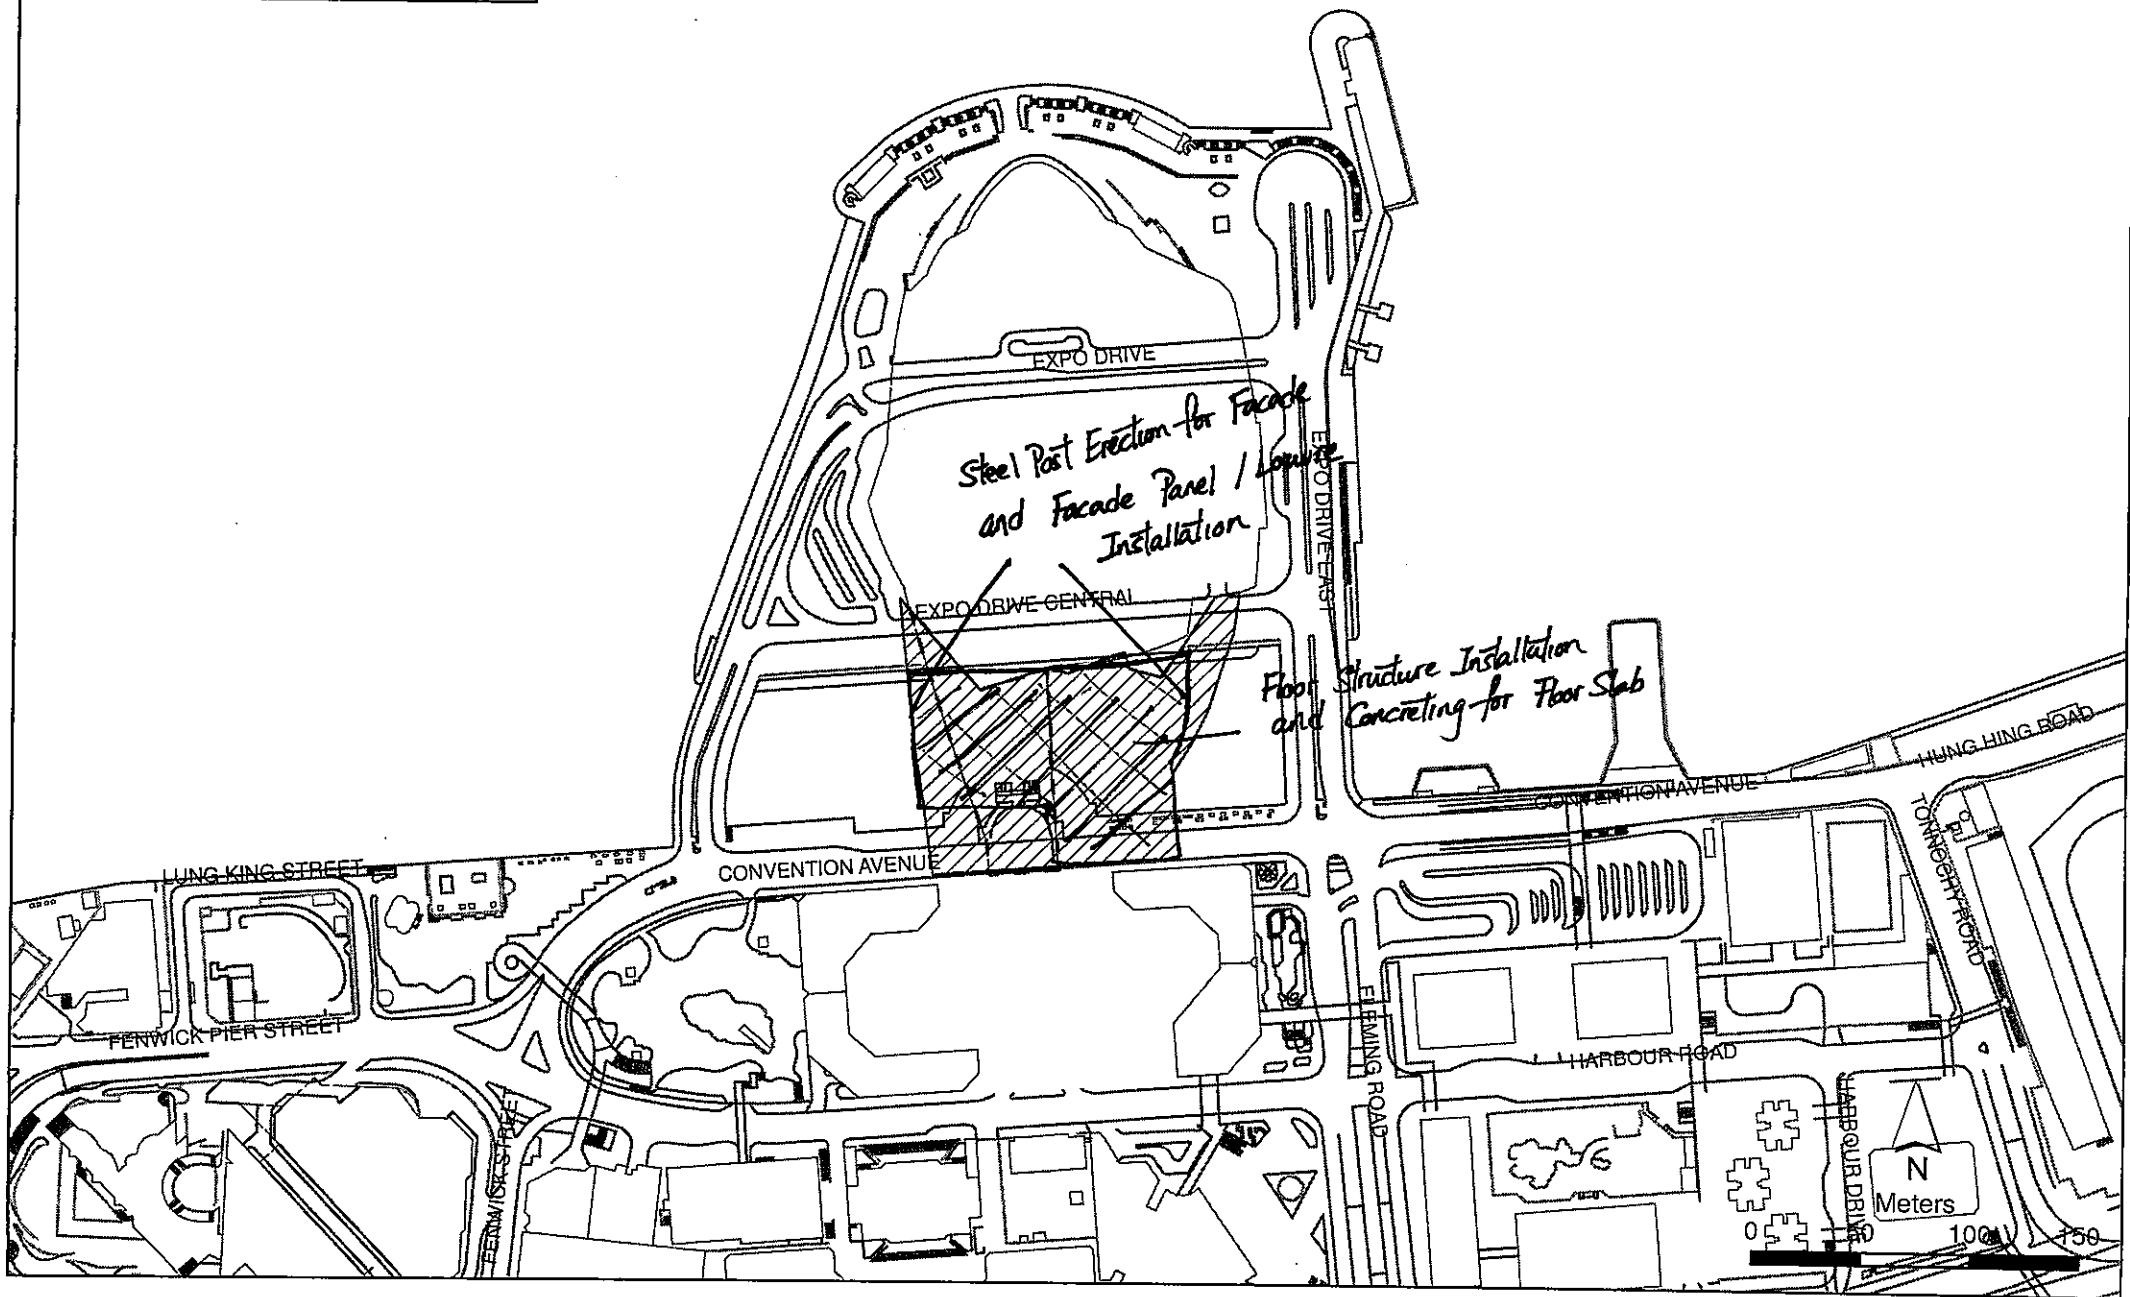 EXPO DRIVE
Steel Post Erection for Facade
and Facade Panel / Louvre
Installation
EXPO DRIVE EAST
EXPO DRIVE CENTRAL
Floor Structure Installation
and Concreting for Floor Slab
HUNG HING ROAD
CONVENTION AVENUE
TONNOCHY ROAD
LUNG KING STREET
CONVENTION AVENUE
FENWICK PIER STREET
FLEMING ROAD
HARBOUR ROAD
FENWICK STREET
HARBOUR DRIVE
N
Meters
0
100
150